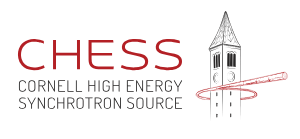 CHESS
CORNELL HIGH ENERGY
SYNCHROTRON SOURCE